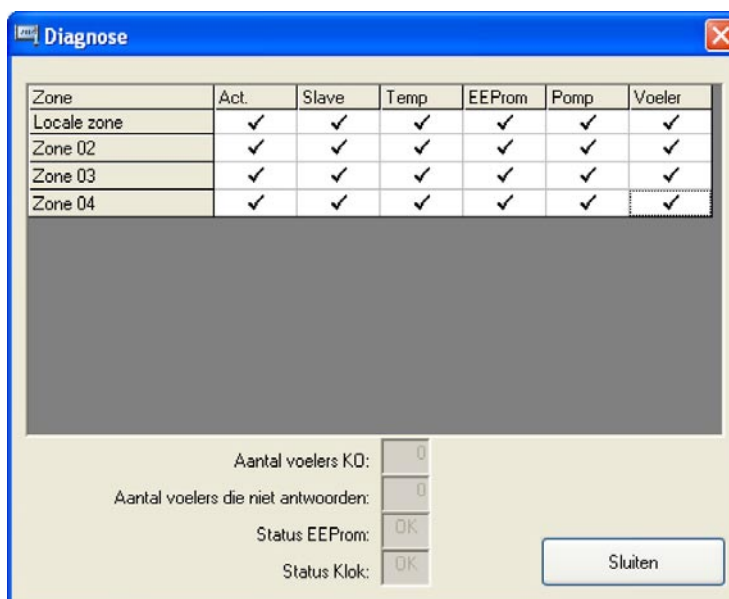 Diagnose
Zone Act. Slave Temp EEProm Pomp Voeler
Locale zone ✓ ✓ ✓ ✓ ✓ ✓
Zone 02 ✓ ✓ ✓ ✓ ✓ ✓
Zone 03 ✓ ✓ ✓ ✓ ✓ ✓
Zone 04 ✓ ✓ ✓ ✓ ✓ ✓
Aantal voelers KO: 0
Aantal voelers die niet antwoorden: 0
Status EEProm: OK
Status Klok: OK
Sluiten